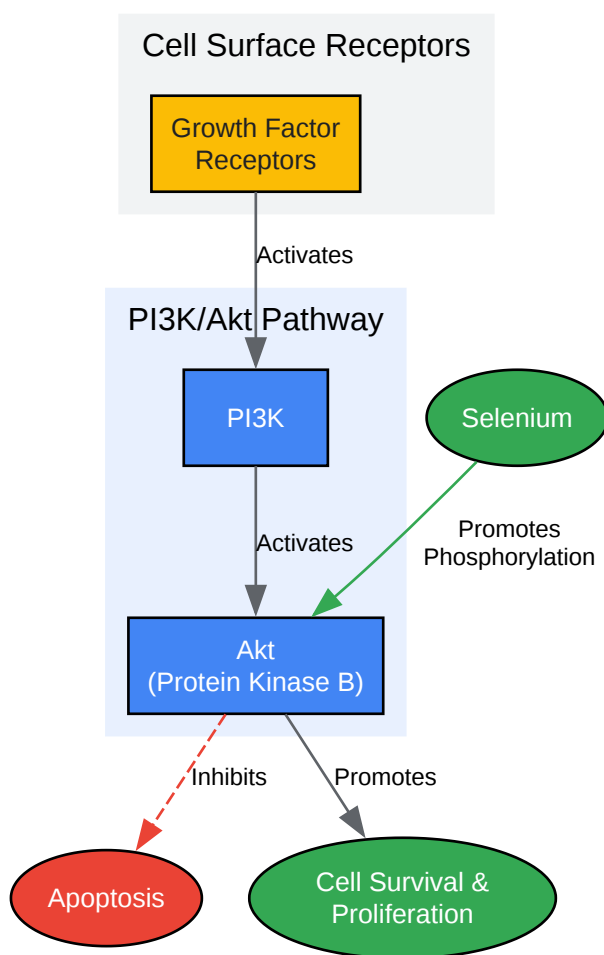 Cell Surface Receptors
Growth Factor
Receptors
Activates
PI3K/Akt Pathway
PI3K
Selenium
Activates
Promotes
Phosphorylation
Akt
(Protein Kinase B)
Inhibits
Promotes
Apoptosis
Cell Survival &
Proliferation